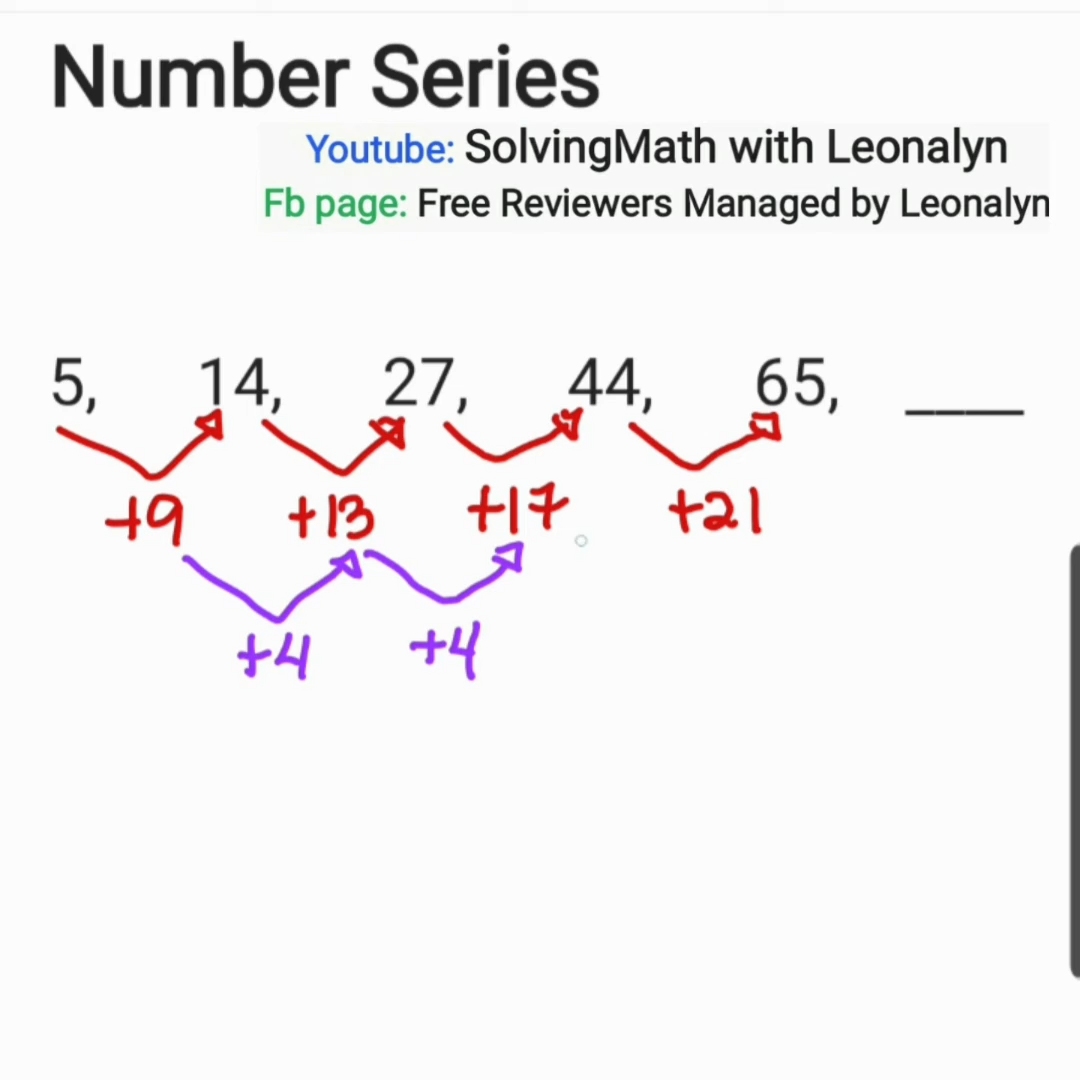 Number Series
Youtube: SolvingMath with Leonalyn
Fb page: Free Reviewers Managed by Leonalyn
5, 14, 27, 44, 65, ____
+9 +13 +17 +21
+4 +4